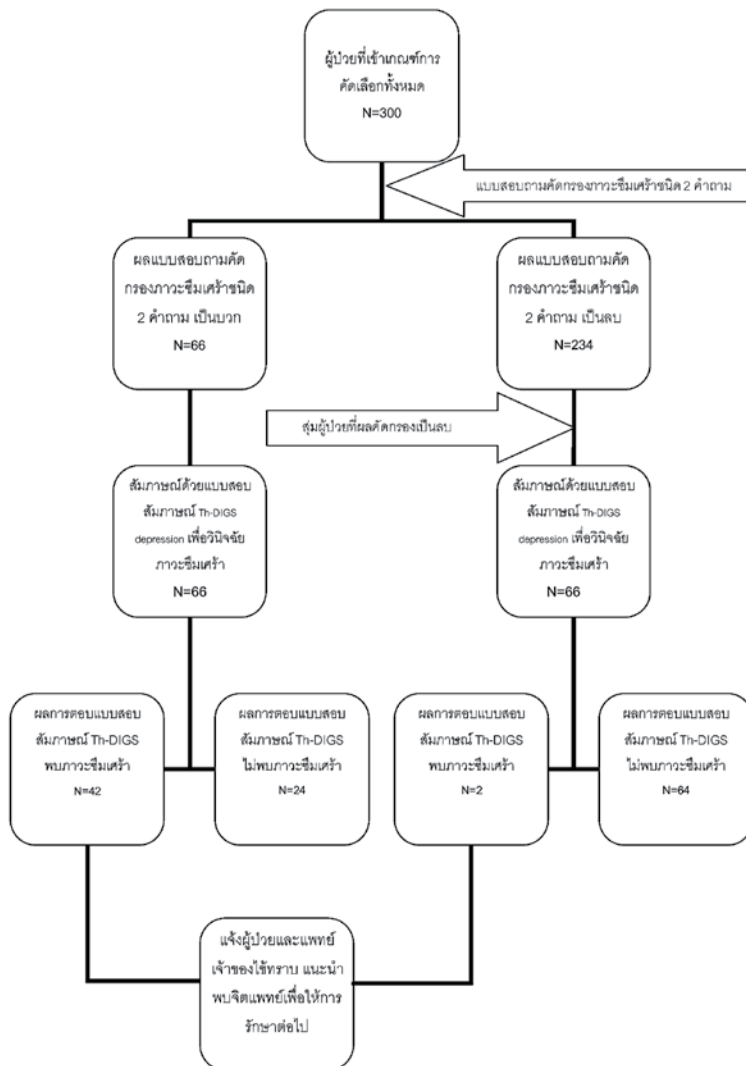 ผู้ป่วยที่เข้าเกณฑ์การ
คัดเลือกทั้งหมด
N=300
แบบสอบถามคัดกรองภาวะซึมเศร้าชนิด 2 คำถาม
ผลแบบสอบถามคัด
กรองภาวะซึมเศร้าชนิด
2 คำถาม เป็นบวก
N=66
ผลแบบสอบถามคัด
กรองภาวะซึมเศร้าชนิด
2 คำถาม เป็นลบ
N=234
สุ่มผู้ป่วยที่ผลคัดกรองเป็นลบ
สัมภาษณ์ด้วยแบบสอบ
สัมภาษณ์ Th-DIGS
depression เพื่อวินิจฉัย
ภาวะซึมเศร้า
N=66
สัมภาษณ์ด้วยแบบสอบ
สัมภาษณ์ Th-DIGS
depression เพื่อวินิจฉัย
ภาวะซึมเศร้า
N=66
ผลการตอบแบบสอบ
สัมภาษณ์ Th-DIGS
พบภาวะซึมเศร้า
N=42
ผลการตอบแบบสอบ
สัมภาษณ์ Th-DIGS
ไม่พบภาวะซึมเศร้า
N=24
ผลการตอบแบบสอบ
สัมภาษณ์ Th-DIGS
พบภาวะซึมเศร้า
N=2
ผลการตอบแบบสอบ
สัมภาษณ์ Th-DIGS
ไม่พบภาวะซึมเศร้า
N=64
แจ้งผู้ป่วยและแพทย์
เจ้าของไข้ทราบ แนะนำ
พบจิตแพทย์เพื่อให้การ
รักษาต่อไป